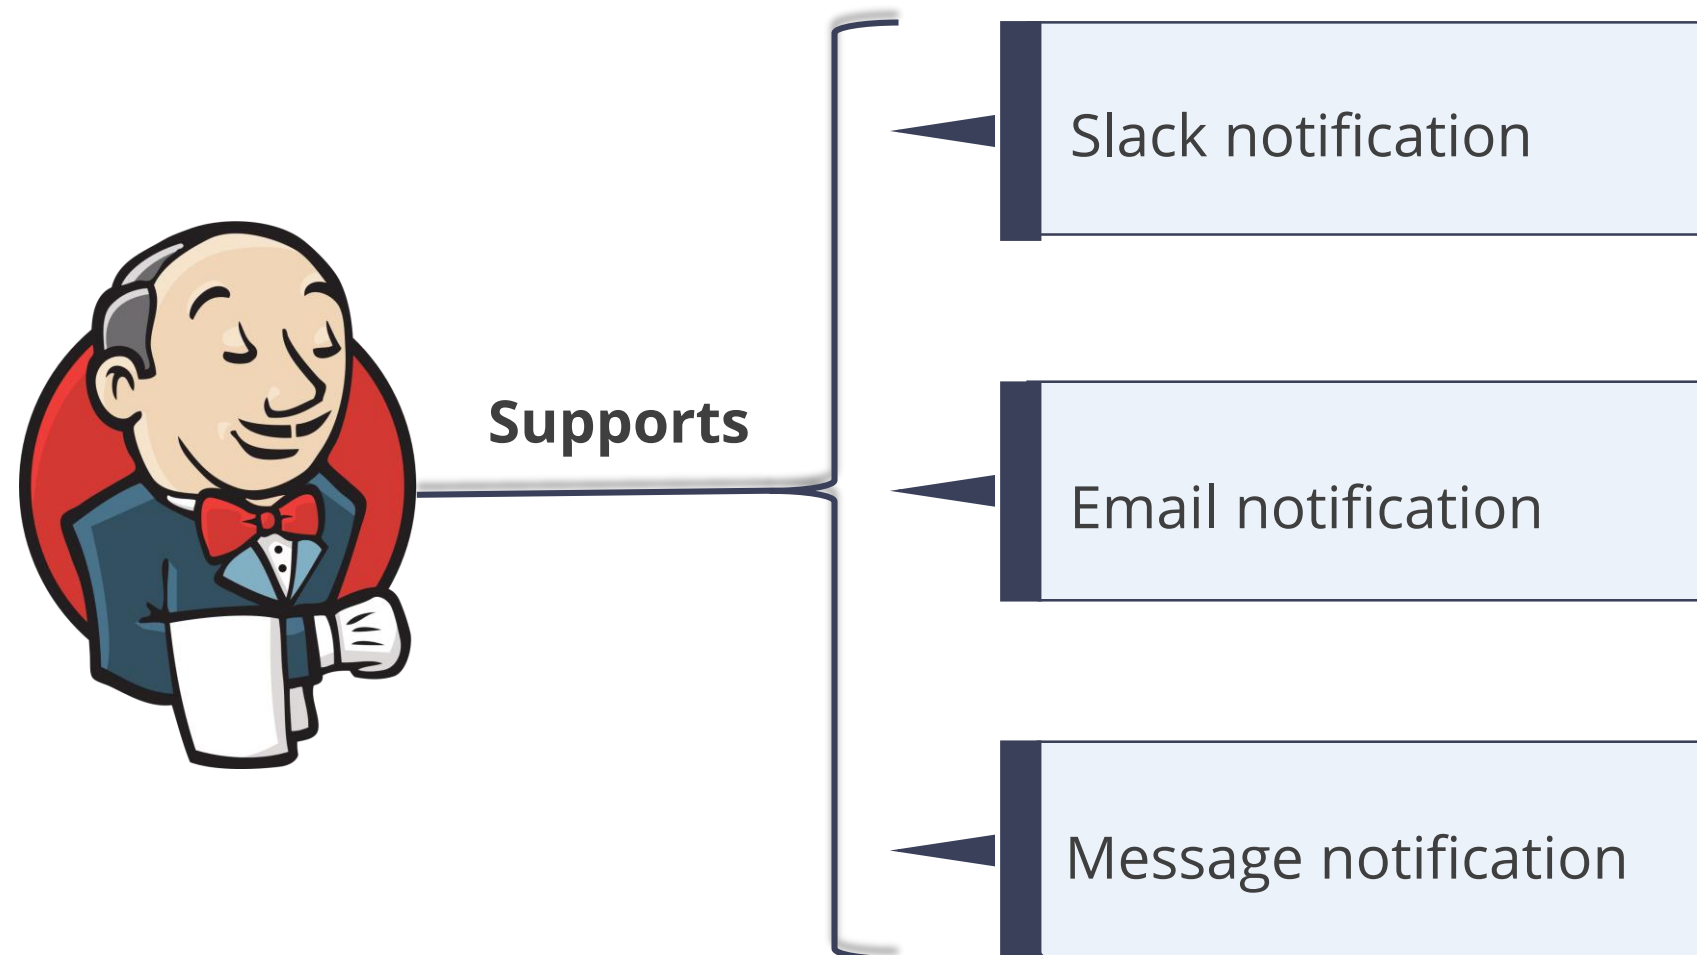 Slack notification
Supports
Email notification
Message notification